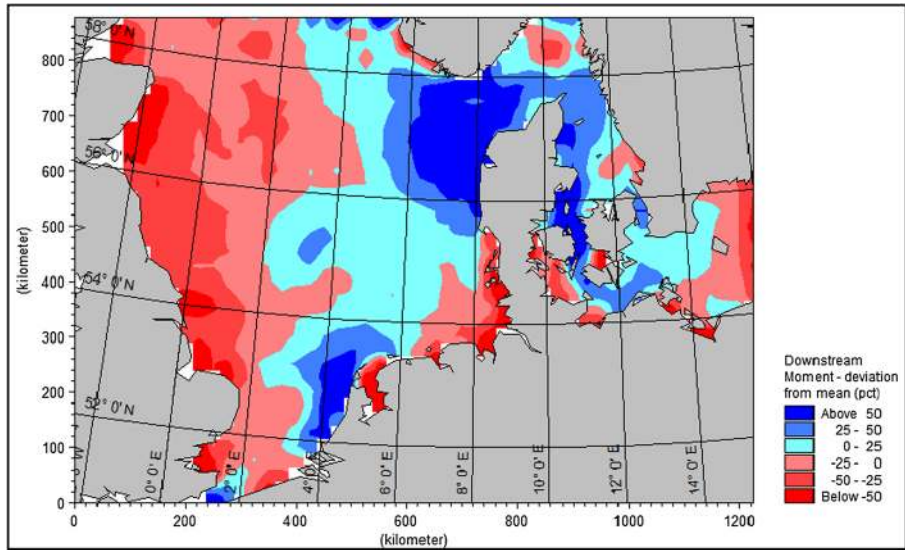 58° 0' N
56° 0' N
54° 0' N
52° 0' N
0° 0' E
2° 0' E
4° 0' E
6° 0' E
8° 0' E
10° 0' E
12° 0' E
14° 0' E
800
700
600
500
400
300
200
100
0
(kilometer)
0 200 400 600 800 1000 1200
(kilometer)
Downstream
Moment - deviation
from mean (pct)
Above 50
25 - 50
0 - 25
-25 - 0
-50 - -25
Below -50